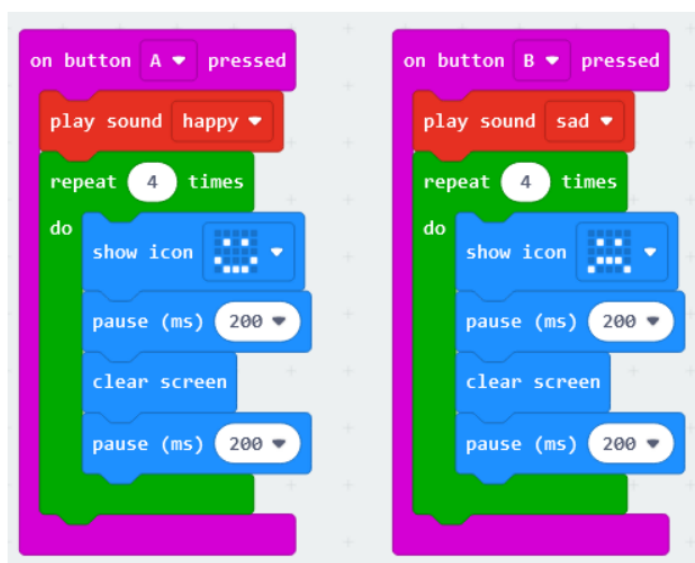 on button A pressed
play sound happy
repeat 4 times
do
show icon
pause (ms) 200
clear screen
pause (ms) 200
on button B pressed
play sound sad
repeat 4 times
do
show icon
pause (ms) 200
clear screen
pause (ms) 200